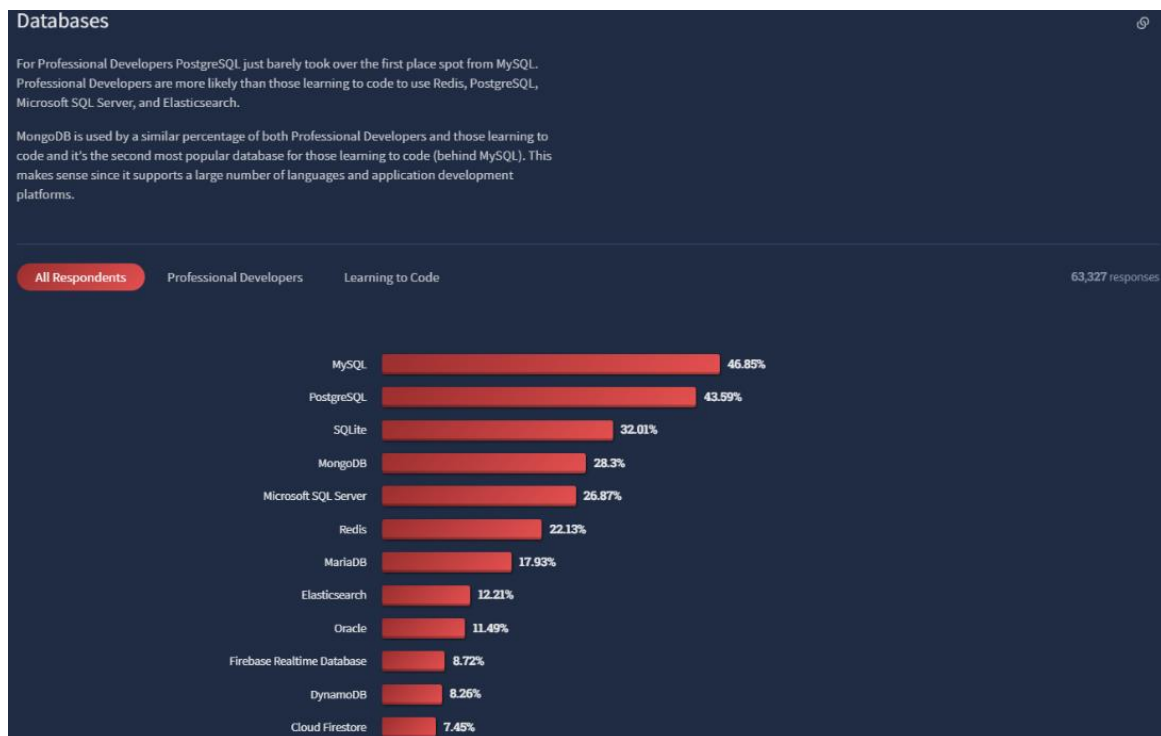 Databases
For Professional Developers PostgreSQL just barely took over the first place spot from MySQL.
Professional Developers are more likely than those learning to code to use Redis, PostgreSQL,
Microsoft SQL Server, and Elasticsearch.
MongoDB is used by a similar percentage of both Professional Developers and those learning to
code and it's the second most popular database for those learning to code (behind MySQL). This
makes sense since it supports a large number of languages and application development
platforms.
All Respondents Professional Developers Learning to Code 63,327 responses
MySQL 46.85%
PostgreSQL 43.59%
SQLite 32.01%
MongoDB 28.3%
Microsoft SQL Server 26.87%
Redis 22.13%
MariaDB 17.93%
Elasticsearch 12.21%
Oracle 11.49%
Firebase Realtime Database 8.72%
DynamoDB 8.26%
Cloud Firestore 7.45%